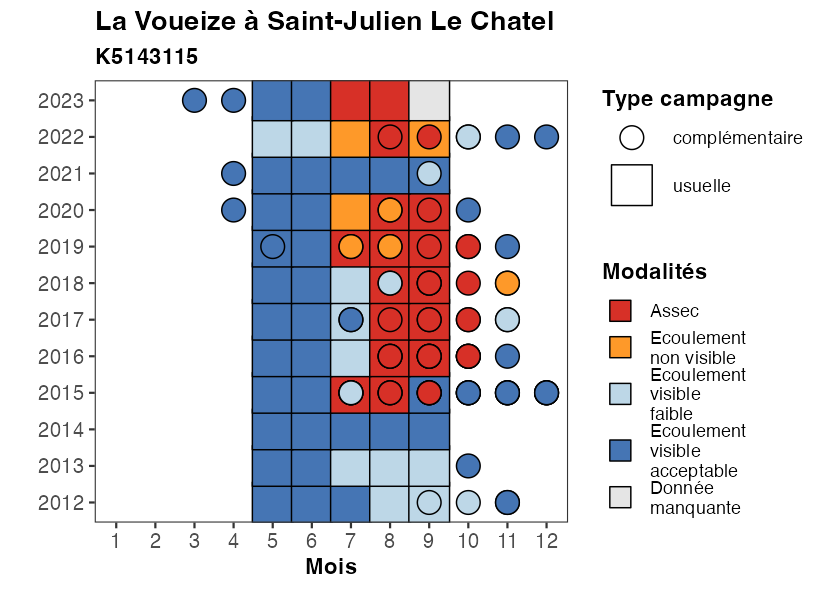 La Voueize à Saint-Julien Le Chatel
K5143115
2023
2022
2021
2020
2019
2018
2017
2016
2015
2014
2013
2012
1 2 3 4 5 6 7 8 9 10 11 12
Mois
Type campagne
complémentaire
usuelle
Modalités
Assec
Ecoulement
non visible
Ecoulement
visible
faible
Ecoulement
visible
acceptable
Donnée
manquante